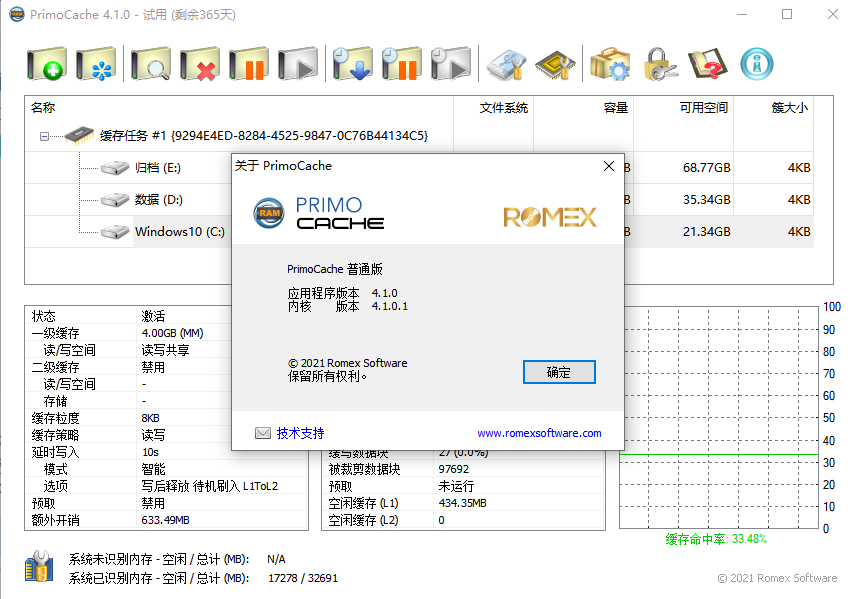 PrimoCache 4.1.0 - 试用 (剩余365天)
名称 文件系统 容量 可用空间 簇大小
缓存任务 #1 {9294E4ED-8284-4525-9847-0C76B44134C5}
归档 (E:) B 68.77GB 4KB
数据 (D:) B 35.34GB 4KB
Windows10 (C:) B 21.34GB 4KB
关于 PrimoCache
RAM PRIMO CACHE
ROMEX
PrimoCache 普通版
应用程序版本 4.1.0
内核 版本 4.1.0.1
© 2021 Romex Software
保留所有权利。
确定
技术支持 www.romexsoftware.com
状态 激活
一级缓存 4.00GB (MM)
读/写空间 读写共享
二级缓存 禁用
读/写空间 -
存储 -
缓存粒度 8KB
缓存策略 读写
延时写入 10s
模式 智能
选项 写后释放 待机刷入 L1ToL2
预取 禁用
额外开销 633.49MB
缓写数据块 27 (0.0%)
被裁剪数据块 97692
预取 未运行
空闲缓存 (L1) 434.35MB
空闲缓存 (L2) 0
100
90
80
70
60
50
40
30
20
10
0
缓存命中率: 33.48%
系统未识别内存 - 空闲 / 总计 (MB): N/A
系统已识别内存 - 空闲 / 总计 (MB): 17278 / 32691
© 2021 Romex Software